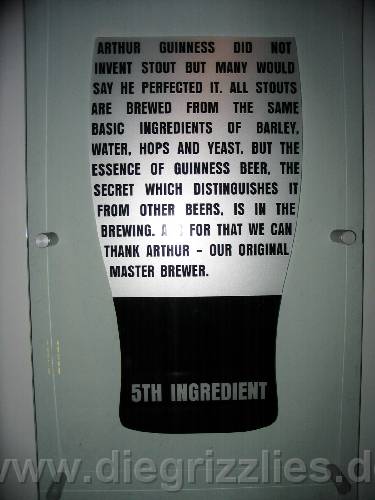 ARTHUR GUINNESS DID NOT
INVENT STOUT BUT MANY WOULD
SAY HE PERFECTED IT. ALL STOUTS
ARE BREWED FROM THE SAME
BASIC INGREDIENTS OF BARLEY,
WATER, HOPS AND YEAST, BUT THE
ESSENCE OF GUINNESS BEER, THE
SECRET WHICH DISTINGUISHES IT
FROM OTHER BEERS, IS IN THE
BREWING. FOR THAT WE CAN
THANK ARTHUR – OUR ORIGINAL
MASTER BREWER.
5TH INGREDIENT
www.diegrizzlies.de